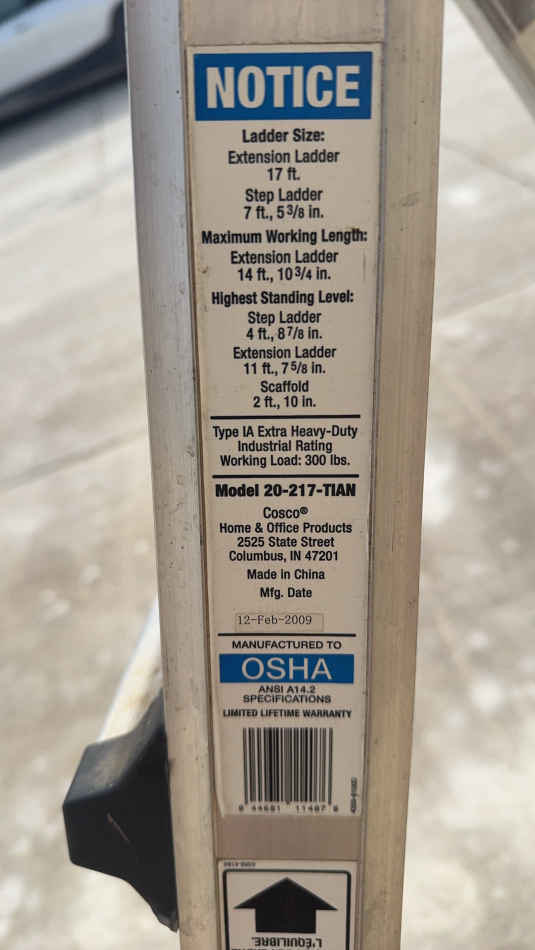 NOTICE
Ladder Size:
Extension Ladder
17 ft.
Step Ladder
7 ft., 5 3/8 in.
Maximum Working Length:
Extension Ladder
14 ft., 10 3/4 in.
Highest Standing Level:
Step Ladder
4 ft., 8 7/8 in.
Extension Ladder
11 ft., 7 5/8 in.
Scaffold
2 ft., 10 in.
Type IA Extra Heavy-Duty
Industrial Rating
Working Load: 300 lbs.
Model 20-217-TIAN
Cosco®
Home & Office Products
2525 State Street
Columbus, IN 47201
Made in China
Mfg. Date
12-Feb-2009
MANUFACTURED TO
OSHA
ANSI A14.2
SPECIFICATIONS
LIMITED LIFETIME WARRANTY
L'ÉQUILIBRE.